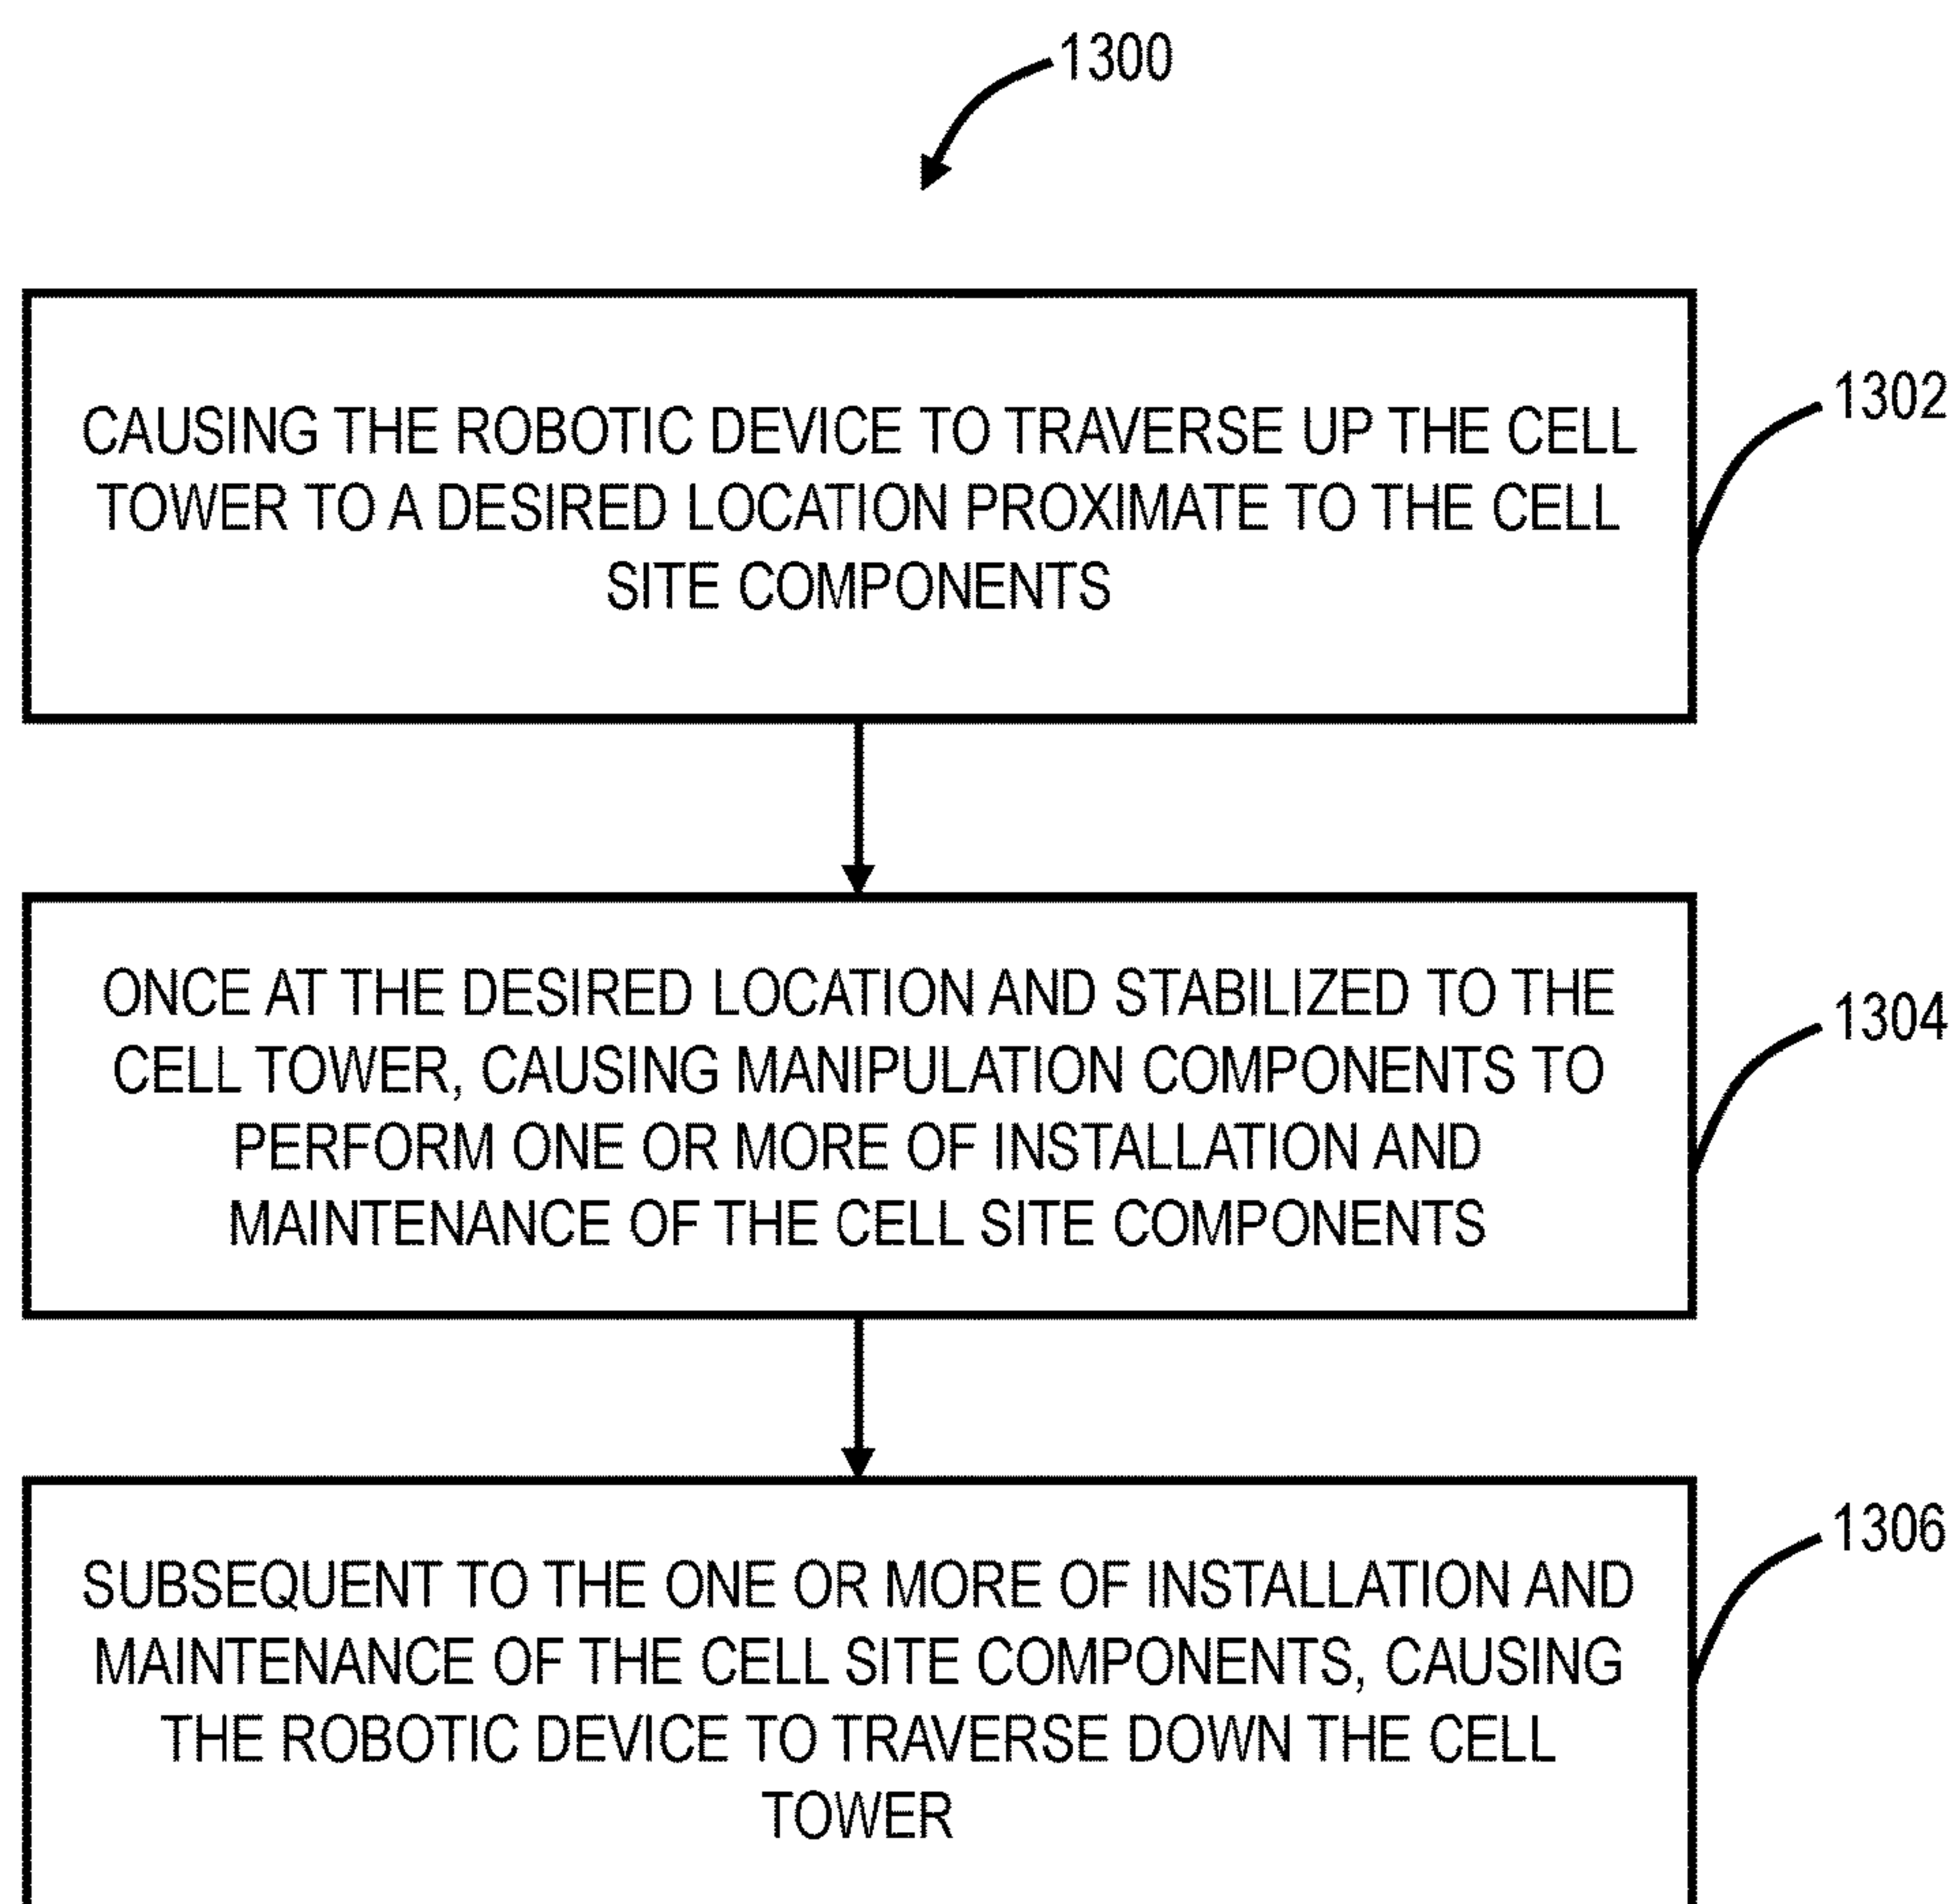 1300
CAUSING THE ROBOTIC DEVICE TO TRAVERSE UP THE CELL
TOWER TO A DESIRED LOCATION PROXIMATE TO THE CELL
SITE COMPONENTS
1302
ONCE AT THE DESIRED LOCATION AND STABILIZED TO THE
CELL TOWER, CAUSING MANIPULATION COMPONENTS TO
PERFORM ONE OR MORE OF INSTALLATION AND
MAINTENANCE OF THE CELL SITE COMPONENTS
1304
SUBSEQUENT TO THE ONE OR MORE OF INSTALLATION AND
MAINTENANCE OF THE CELL SITE COMPONENTS, CAUSING
THE ROBOTIC DEVICE TO TRAVERSE DOWN THE CELL
TOWER
1306